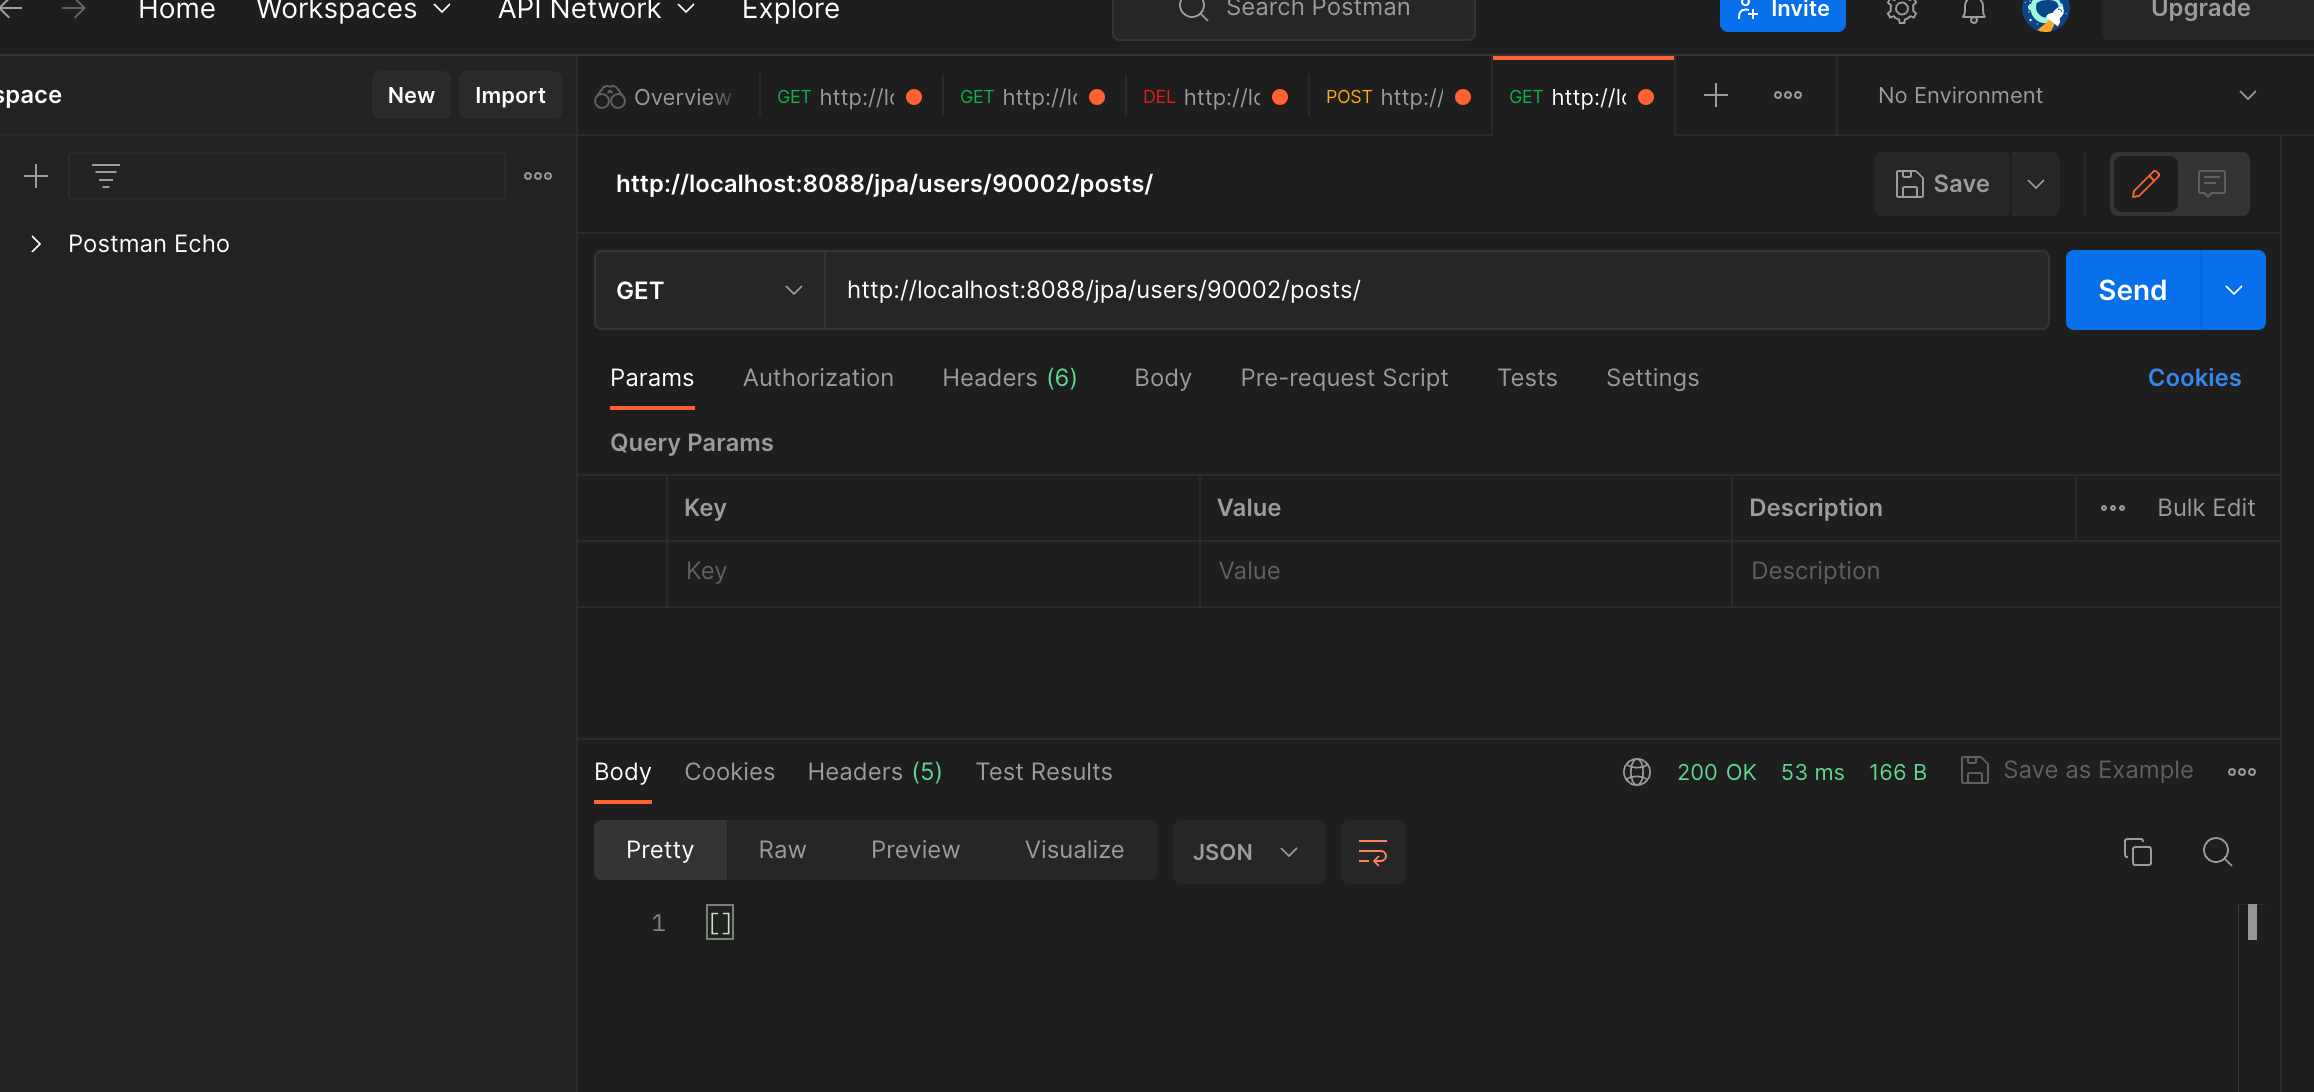 Home Workspaces API Network Explore Search Postman Invite Upgrade
space New Import Overview GET http://lo GET http://lo DEL http://lo POST http:// GET http://lo No Environment
http://localhost:8088/jpa/users/90002/posts/ Save
Postman Echo
GET http://localhost:8088/jpa/users/90002/posts/ Send
Params Authorization Headers (6) Body Pre-request Script Tests Settings Cookies
Query Params
Key Value Description Bulk Edit
Key Value Description
Body Cookies Headers (5) Test Results 200 OK 53 ms 166 B Save as Example
Pretty Raw Preview Visualize JSON
1 []